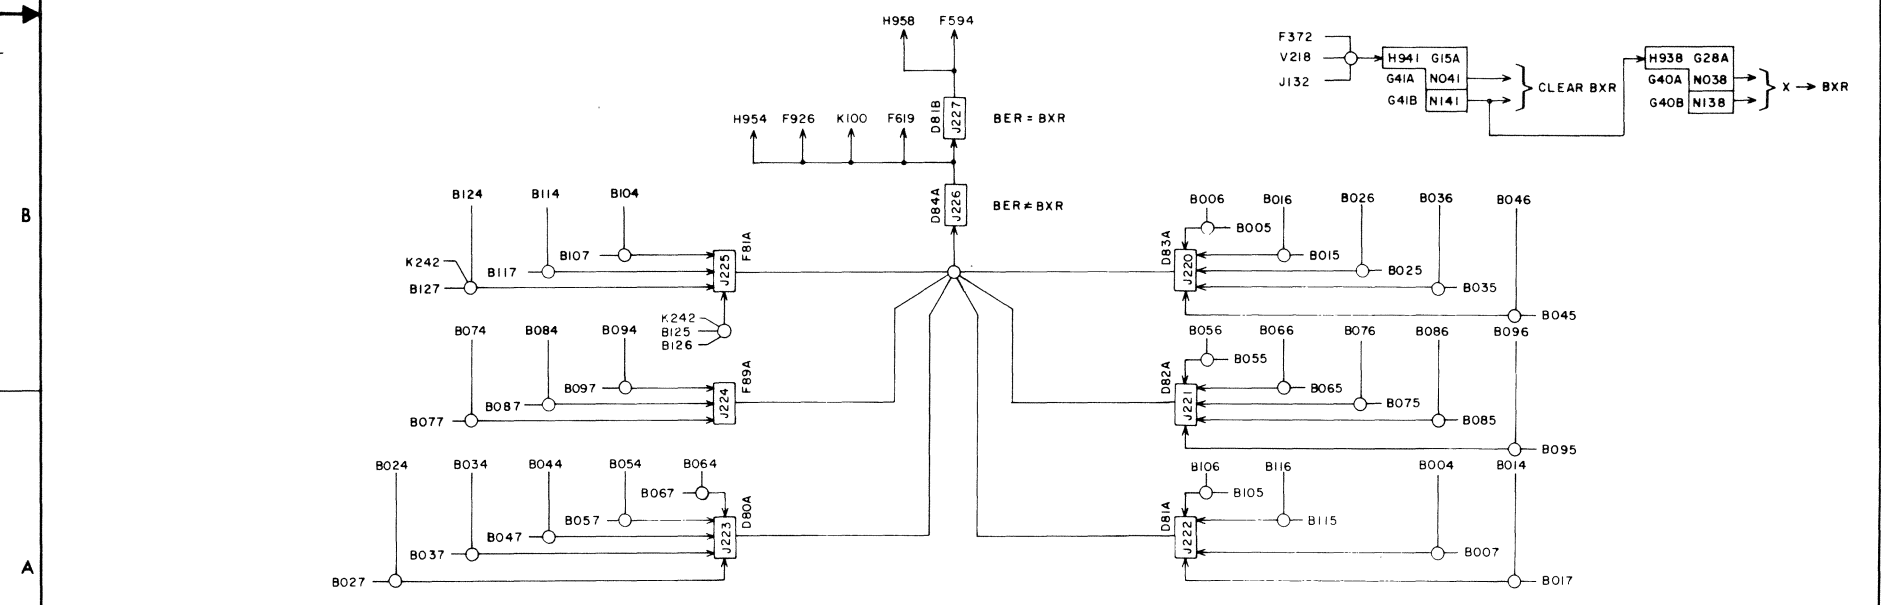 H958 F594
F372
V218
J132
H941 G15A
G41A N041
G41B N141
CLEAR BXR
H938 G28A
G40A N038
G40B N138
X → BXR
D81B J227
BER = BXR
H954 F926 K100 F619
D84A J226
BER ≠ BXR
B
B124 B114 B104
B107
K242
B117
B127
J225 F81A
K242
B125
B126
B006 B016 B026 B036 B046
B005
D83A J220
B015
B025
B035
B045
B074 B084 B094
B097
B087
B077
J224 F89A
B056 B066 B076 B086 B096
B055
D82A J221
B065
B075
B085
B095
B024 B034 B044 B054 B064
B067
B057
B047
B037
B027
J223 D80A
B106 B116 B004 B014
B105
D81A J222
B115
B007
B017
A